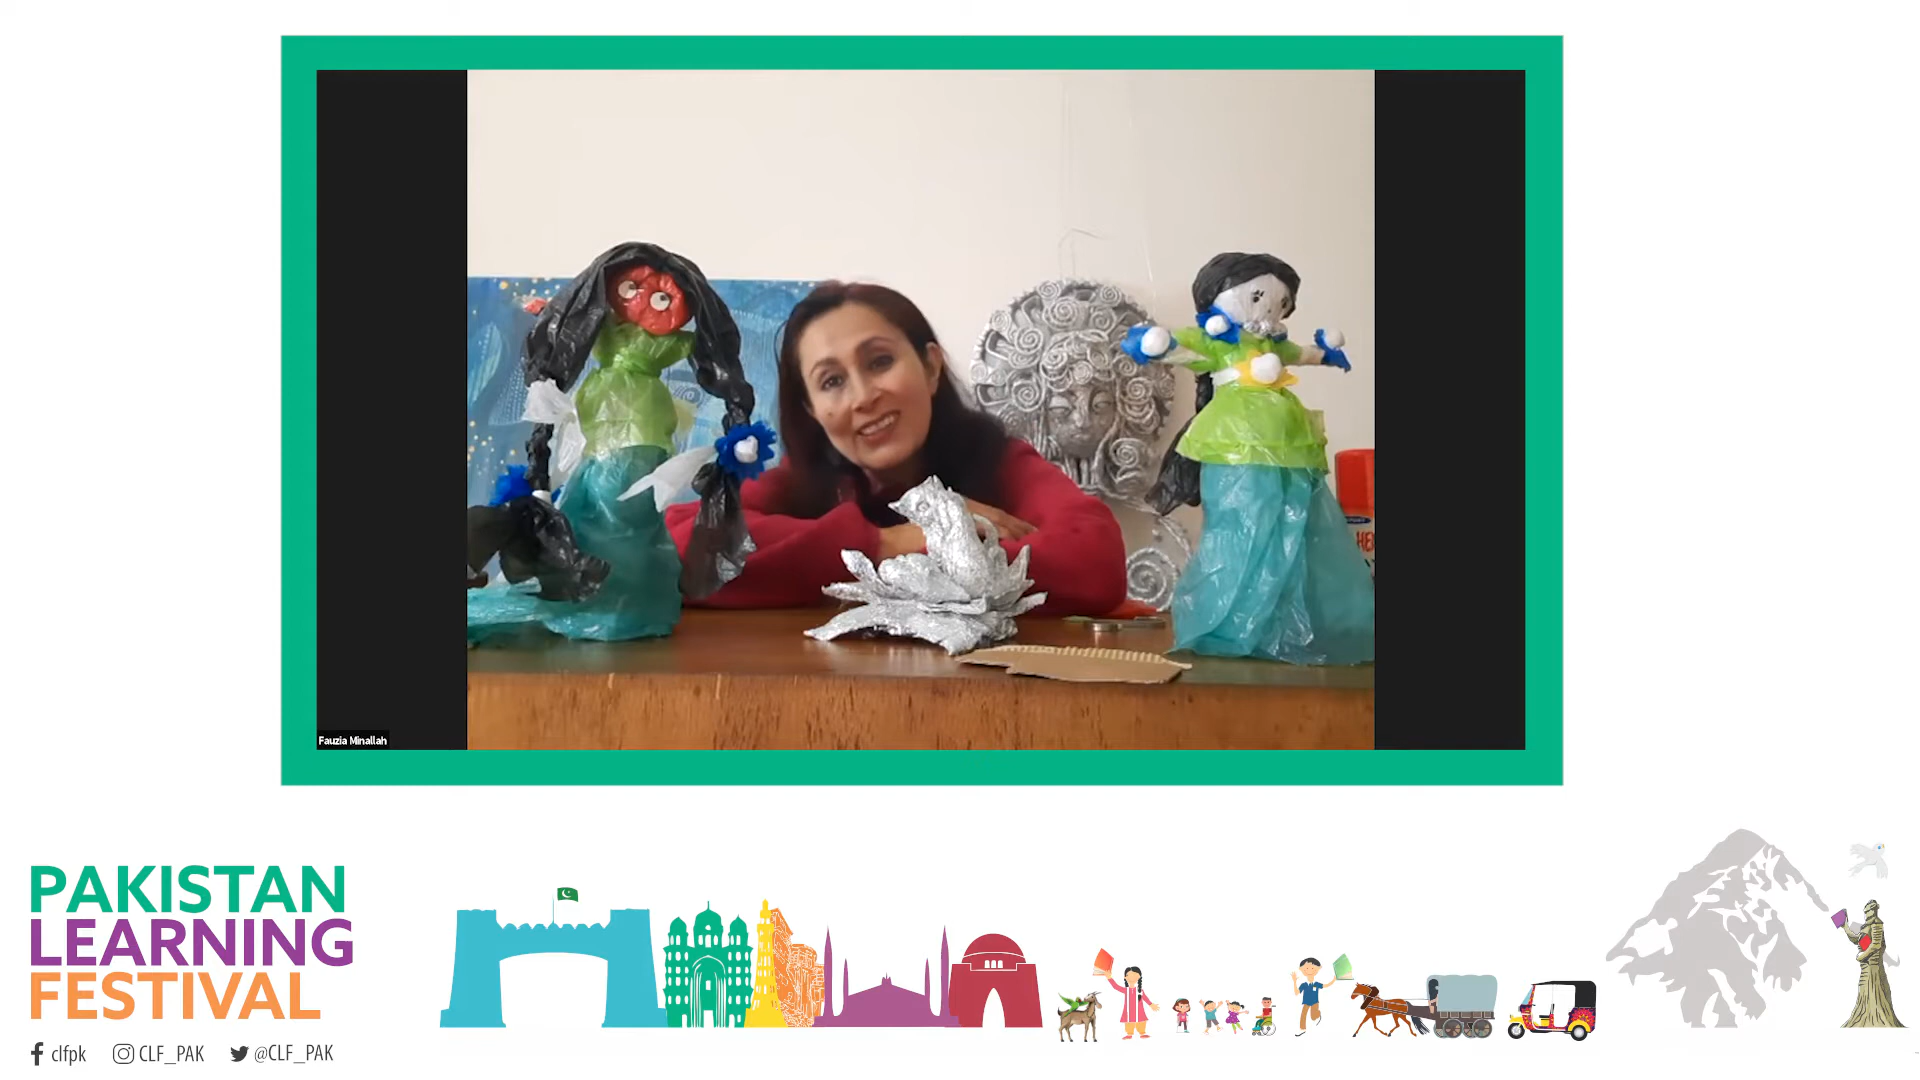 Fauzia Minallah
PAKISTAN
LEARNING
FESTIVAL
clfpk CLF_PAK @CLF_PAK